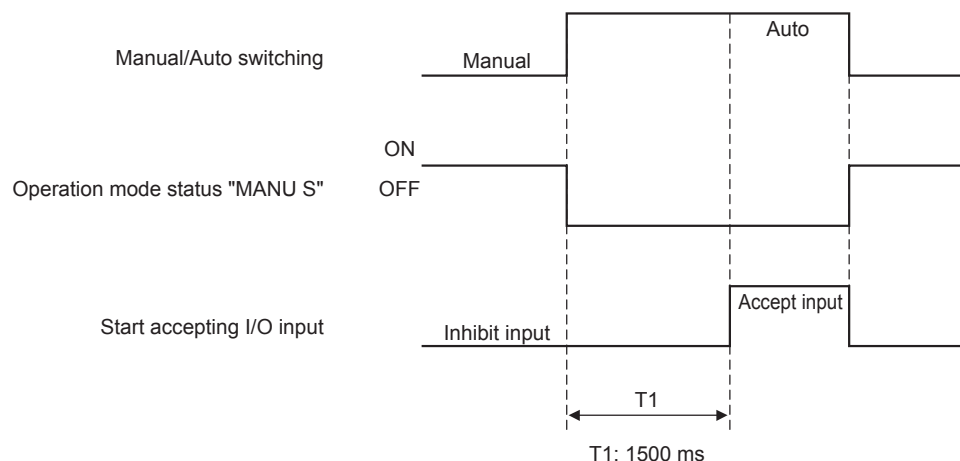 Auto
Manual/Auto switching
Manual
ON
Operation mode status "MANU S"
OFF
Accept input
Start accepting I/O input
Inhibit input
T1
T1: 1500 ms